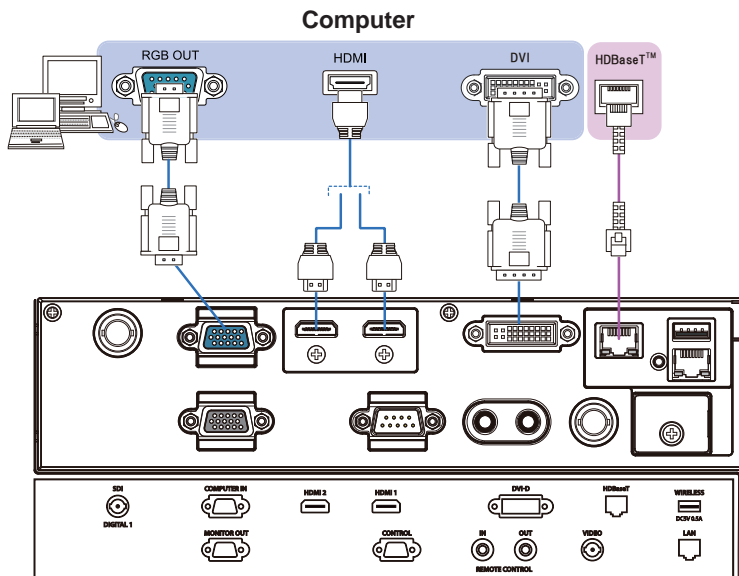 Computer
RGB OUT
HDMI
DVI
HDBaseT™
SDI
COMPUTER IN
HDMI 2
HDMI 1
DVI-D
HDBaseT
WIRELESS
DC5V 0.5A
DIGITAL 1
MONITOR OUT
CONTROL
IN
OUT
VIDEO
LAN
REMOTE CONTROL